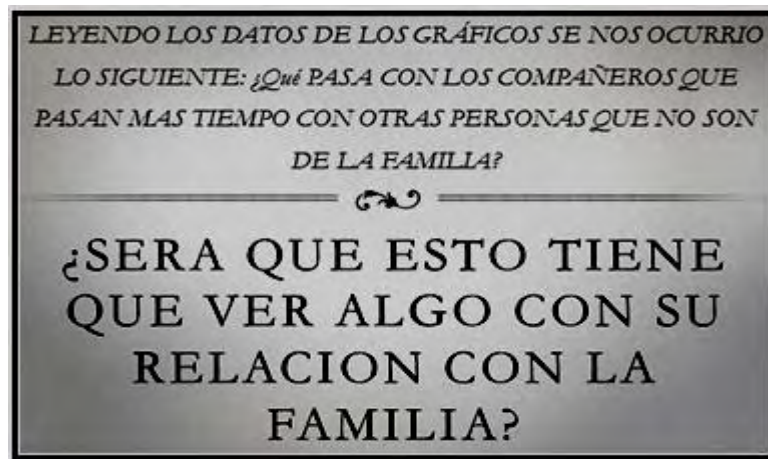 LEYENDO LOS DATOS DE LOS GRÁFICOS SE NOS OCURRIO
LO SIGUIENTE: ¿Qué PASA CON LOS COMPAÑEROS QUE
PASAN MAS TIEMPO CON OTRAS PERSONAS QUE NO SON
DE LA FAMILIA?
¿SERA QUE ESTO TIENE
QUE VER ALGO CON SU
RELACION CON LA
FAMILIA?